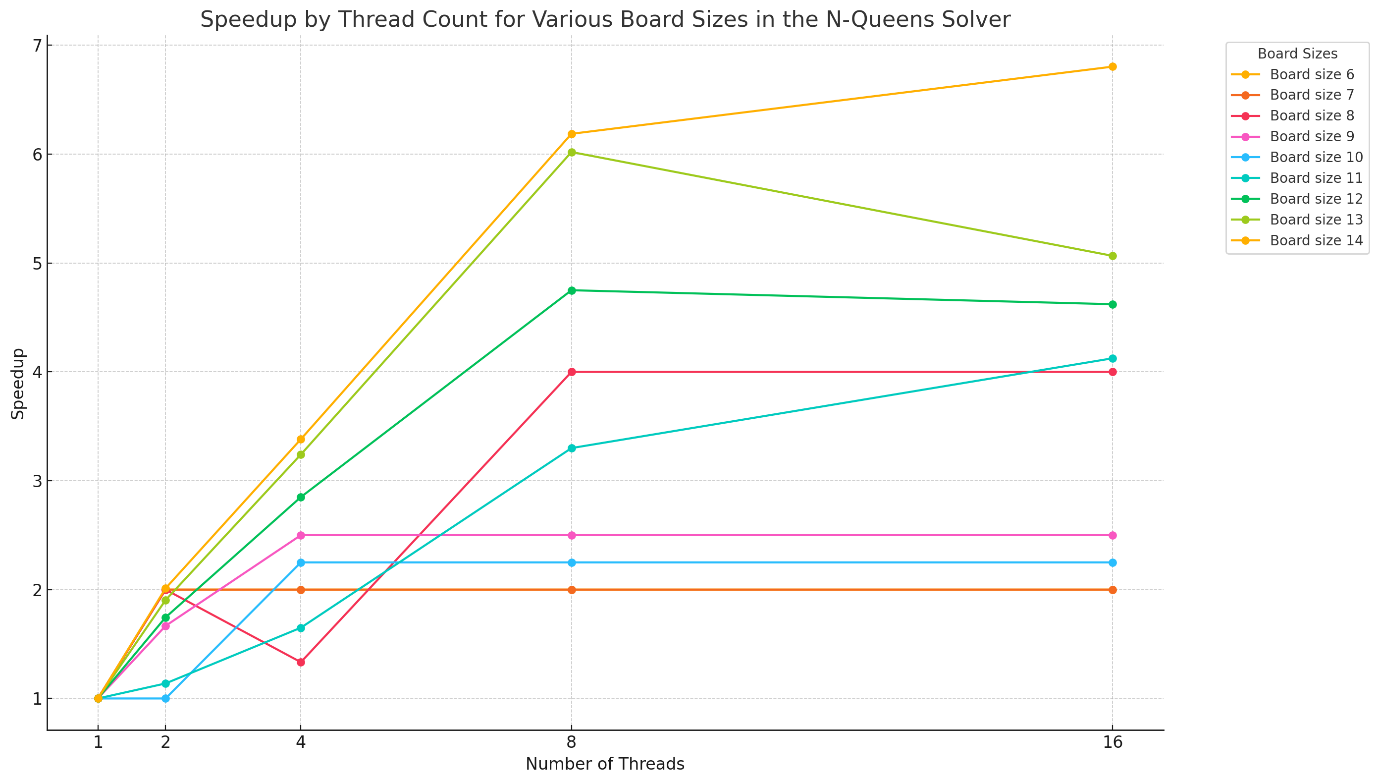 Speedup by Thread Count for Various Board Sizes in the N-Queens Solver
7
6
5
4
3
2
1
Speedup
1 2 4 8 16
Number of Threads
Board Sizes
Board size 6
Board size 7
Board size 8
Board size 9
Board size 10
Board size 11
Board size 12
Board size 13
Board size 14